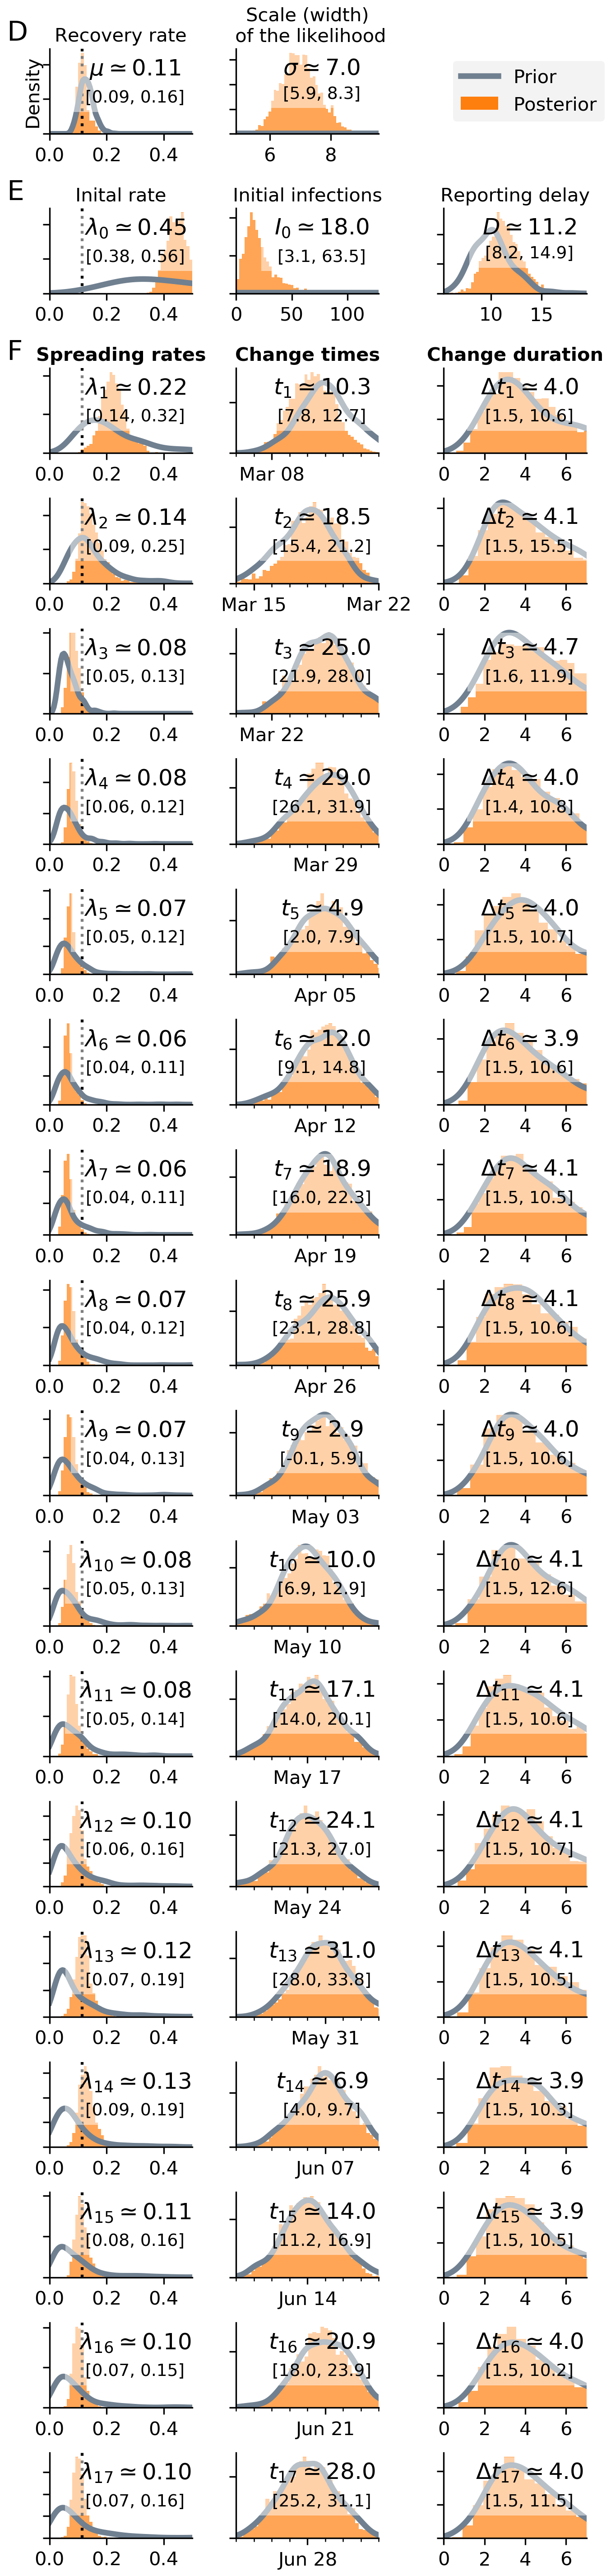 D
Recovery rate
Density
μ ≃ 0.11
[0.09, 0.16]
0.0 0.2 0.4
Scale (width)
of the likelihood
σ ≃ 7.0
[5.9, 8.3]
6 8
Prior
Posterior
E
Inital rate
λ0 ≃ 0.45
[0.38, 0.56]
0.0 0.2 0.4
Initial infections
I0 ≃ 18.0
[3.1, 63.5]
0 50 100
Reporting delay
D ≃ 11.2
[8.2, 14.9]
10 15
F
Spreading rates Change times Change duration
λ1 ≃ 0.22 t1 ≃ 10.3 Δt1 ≃ 4.0
[0.14, 0.32] [7.8, 12.7] [1.5, 10.6]
0.0 0.2 0.4 Mar 08 0 2 4 6
λ2 ≃ 0.14 t2 ≃ 18.5 Δt2 ≃ 4.1
[0.09, 0.25] [15.4, 21.2] [1.5, 15.5]
0.0 0.2 0.4 Mar 15 Mar 22 0 2 4 6
λ3 ≃ 0.08 t3 ≃ 25.0 Δt3 ≃ 4.7
[0.05, 0.13] [21.9, 28.0] [1.6, 11.9]
0.0 0.2 0.4 Mar 22 0 2 4 6
λ4 ≃ 0.08 t4 ≃ 29.0 Δt4 ≃ 4.0
[0.06, 0.12] [26.1, 31.9] [1.4, 10.8]
0.0 0.2 0.4 Mar 29 0 2 4 6
λ5 ≃ 0.07 t5 ≃ 4.9 Δt5 ≃ 4.0
[0.05, 0.12] [2.0, 7.9] [1.5, 10.7]
0.0 0.2 0.4 Apr 05 0 2 4 6
λ6 ≃ 0.06 t6 ≃ 12.0 Δt6 ≃ 3.9
[0.04, 0.11] [9.1, 14.8] [1.5, 10.6]
0.0 0.2 0.4 Apr 12 0 2 4 6
λ7 ≃ 0.06 t7 ≃ 18.9 Δt7 ≃ 4.1
[0.04, 0.11] [16.0, 22.3] [1.5, 10.5]
0.0 0.2 0.4 Apr 19 0 2 4 6
λ8 ≃ 0.07 t8 ≃ 25.9 Δt8 ≃ 4.1
[0.04, 0.12] [23.1, 28.8] [1.5, 10.6]
0.0 0.2 0.4 Apr 26 0 2 4 6
λ9 ≃ 0.07 t9 ≃ 2.9 Δt9 ≃ 4.0
[0.04, 0.13] [-0.1, 5.9] [1.5, 10.6]
0.0 0.2 0.4 May 03 0 2 4 6
λ10 ≃ 0.08 t10 ≃ 10.0 Δt10 ≃ 4.1
[0.05, 0.13] [6.9, 12.9] [1.5, 12.6]
0.0 0.2 0.4 May 10 0 2 4 6
λ11 ≃ 0.08 t11 ≃ 17.1 Δt11 ≃ 4.1
[0.05, 0.14] [14.0, 20.1] [1.5, 10.6]
0.0 0.2 0.4 May 17 0 2 4 6
λ12 ≃ 0.10 t12 ≃ 24.1 Δt12 ≃ 4.1
[0.06, 0.16] [21.3, 27.0] [1.5, 10.7]
0.0 0.2 0.4 May 24 0 2 4 6
λ13 ≃ 0.12 t13 ≃ 31.0 Δt13 ≃ 4.1
[0.07, 0.19] [28.0, 33.8] [1.5, 10.5]
0.0 0.2 0.4 May 31 0 2 4 6
λ14 ≃ 0.13 t14 ≃ 6.9 Δt14 ≃ 3.9
[0.09, 0.19] [4.0, 9.7] [1.5, 10.3]
0.0 0.2 0.4 Jun 07 0 2 4 6
λ15 ≃ 0.11 t15 ≃ 14.0 Δt15 ≃ 3.9
[0.08, 0.16] [11.2, 16.9] [1.5, 10.5]
0.0 0.2 0.4 Jun 14 0 2 4 6
λ16 ≃ 0.10 t16 ≃ 20.9 Δt16 ≃ 4.0
[0.07, 0.15] [18.0, 23.9] [1.5, 10.2]
0.0 0.2 0.4 Jun 21 0 2 4 6
λ17 ≃ 0.10 t17 ≃ 28.0 Δt17 ≃ 4.0
[0.07, 0.16] [25.2, 31.1] [1.5, 11.5]
0.0 0.2 0.4 Jun 28 0 2 4 6